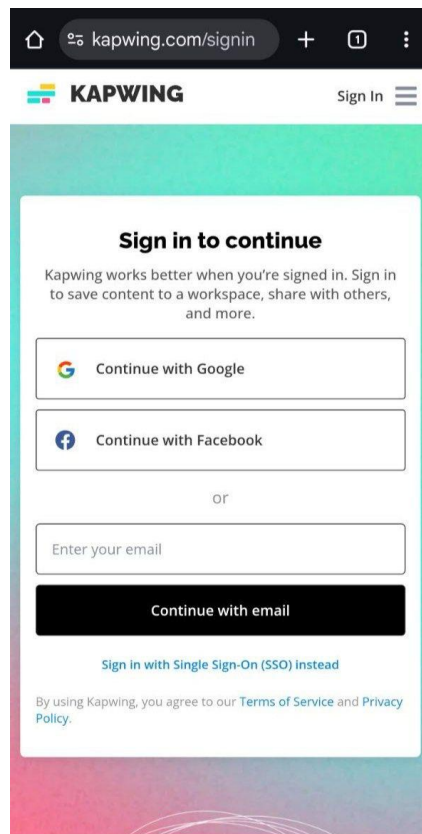 kapwing.com/signin
1
KAPWING
Sign In
Sign in to continue
Kapwing works better when you’re signed in. Sign in
to save content to a workspace, share with others,
and more.
Continue with Google
Continue with Facebook
or
Enter your email
Continue with email
Sign in with Single Sign-On (SSO) instead
By using Kapwing, you agree to our Terms of Service and Privacy
Policy.